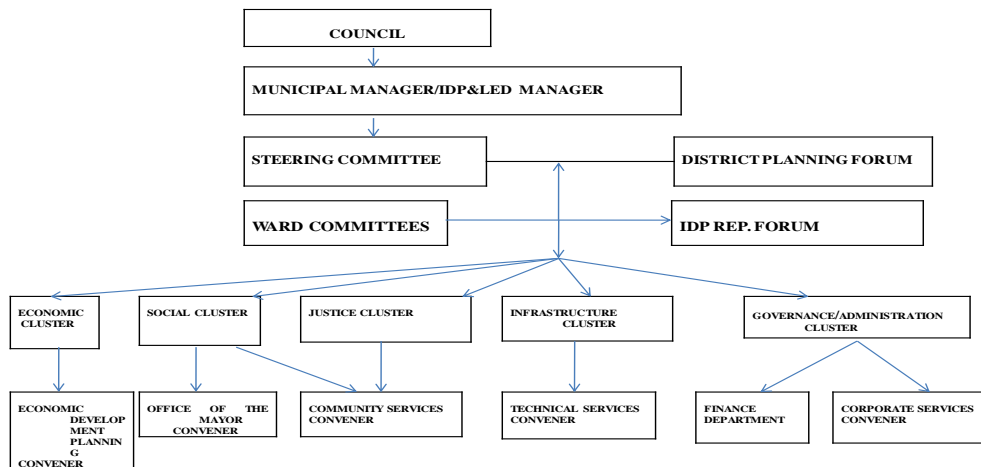 COUNCIL
MUNICIPAL MANAGER/IDP&LED MANAGER
STEERING COMMITTEE
DISTRICT PLANNING FORUM
WARD COMMITTEES
IDP REP. FORUM
ECONOMIC
CLUSTER
SOCIAL CLUSTER
JUSTICE CLUSTER
INFRASTRUCTURE
CLUSTER
GOVERNANCE/ADMINISTRATION
CLUSTER
ECONOMIC
DEVELOP
MENT
PLANNIN
G
CONVENER
OFFICE OF THE
MAYOR
CONVENER
COMMUNITY SERVICES
CONVENER
TECHNICAL SERVICES
CONVENER
FINANCE
DEPARTMENT
CORPORATE SERVICES
CONVENER